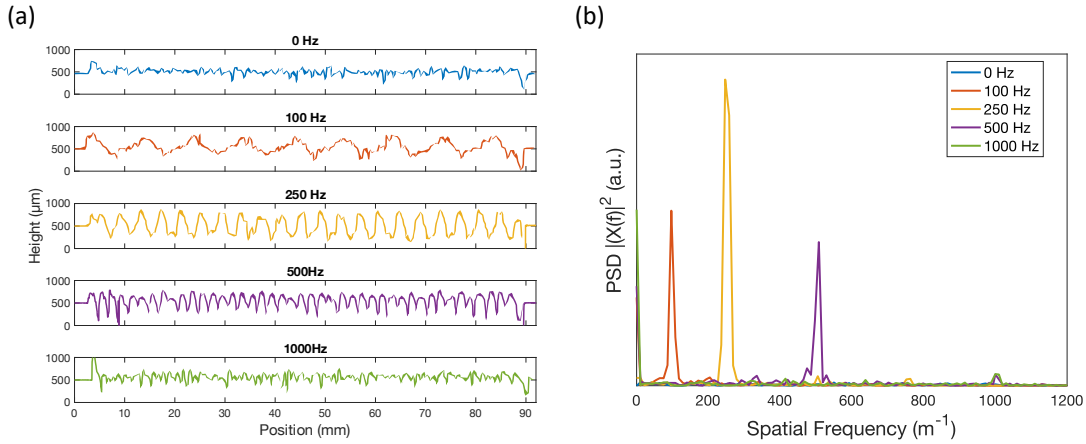 (a)
0 Hz
1000
500
0
100 Hz
1000
500
0
250 Hz
1000
500
0
500Hz
1000
500
0
1000Hz
1000
500
0
0 10 20 30 40 50 60 70 80 90
Height (µm)
Position (mm)
(b)
0 Hz
100 Hz
250 Hz
500 Hz
1000 Hz
PSD |(X(f)|² (a.u.)
0 200 400 600 800 1000 1200
Spatial Frequency (m⁻¹)